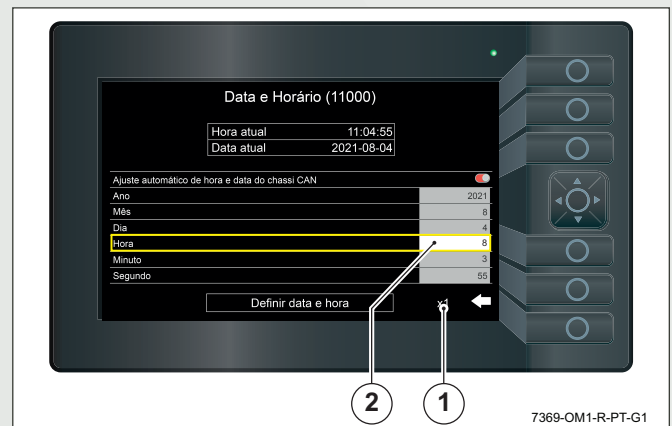 Data e Horário (11000)
Hora atual 11:04:55
Data atual 2021-08-04
Ajuste automático de hora e data do chassi CAN
Ano 2021
Mês 8
Dia 4
Hora 8
Minuto 3
Segundo 55
Definir data e hora x1
2 1
7369-OM1-R-PT-G1